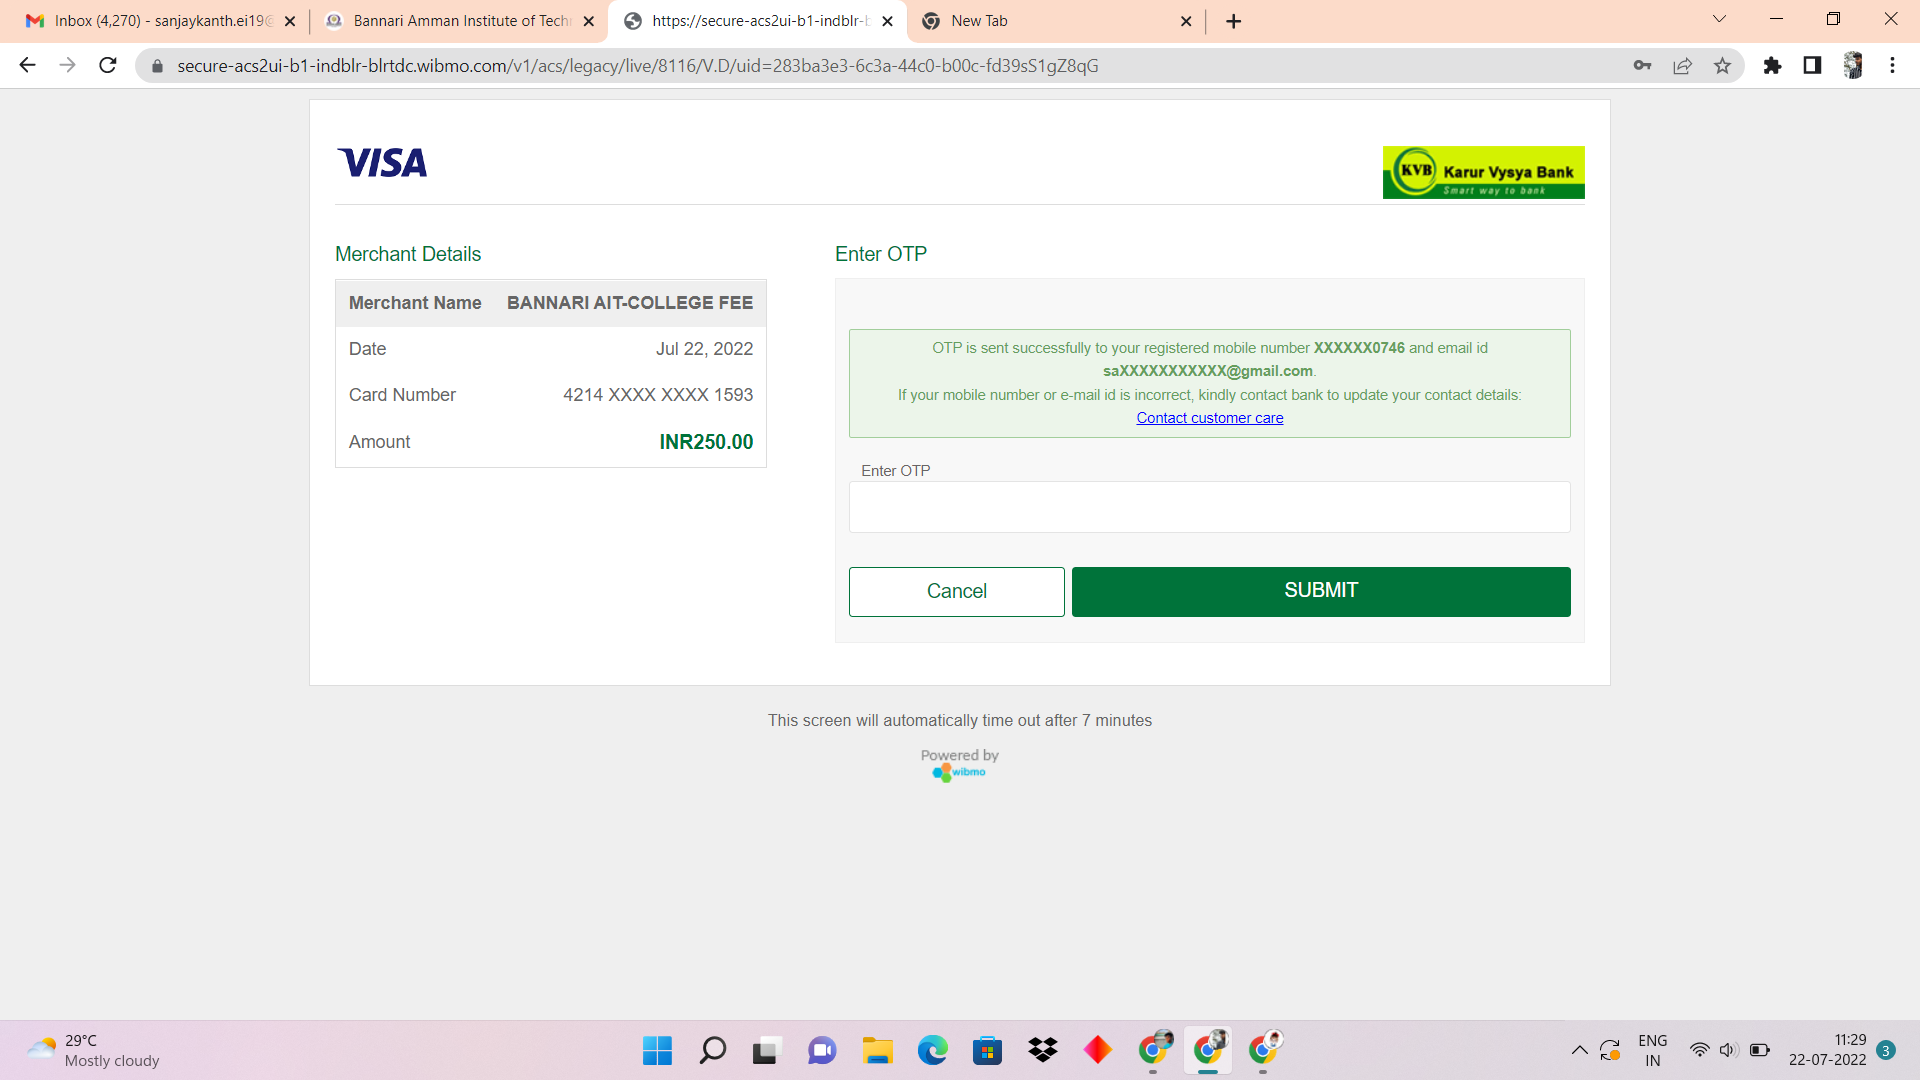 Inbox (4,270) - sanjaykanth.ei19@
Bannari Amman Institute of Techn
https://secure-acs2ui-b1-indblr-b
New Tab
secure-acs2ui-b1-indblr-blrtdc.wibmo.com/v1/acs/legacy/live/8116/V.D/uid=283ba3e3-6c3a-44c0-b00c-fd39sS1gZ8qG
VISA
KVB Karur Vysya Bank
Smart way to bank
Merchant Details
Merchant Name BANNARI AIT-COLLEGE FEE
Date Jul 22, 2022
Card Number 4214 XXXX XXXX 1593
Amount INR250.00
Enter OTP
OTP is sent successfully to your registered mobile number XXXXXX0746 and email id
saXXXXXXXXXXX@gmail.com.
If your mobile number or e-mail id is incorrect, kindly contact bank to update your contact details:
Contact customer care
Enter OTP
Cancel
SUBMIT
This screen will automatically time out after 7 minutes
Powered by
wibmo
29°C
Mostly cloudy
ENG
IN
11:29
22-07-2022
3